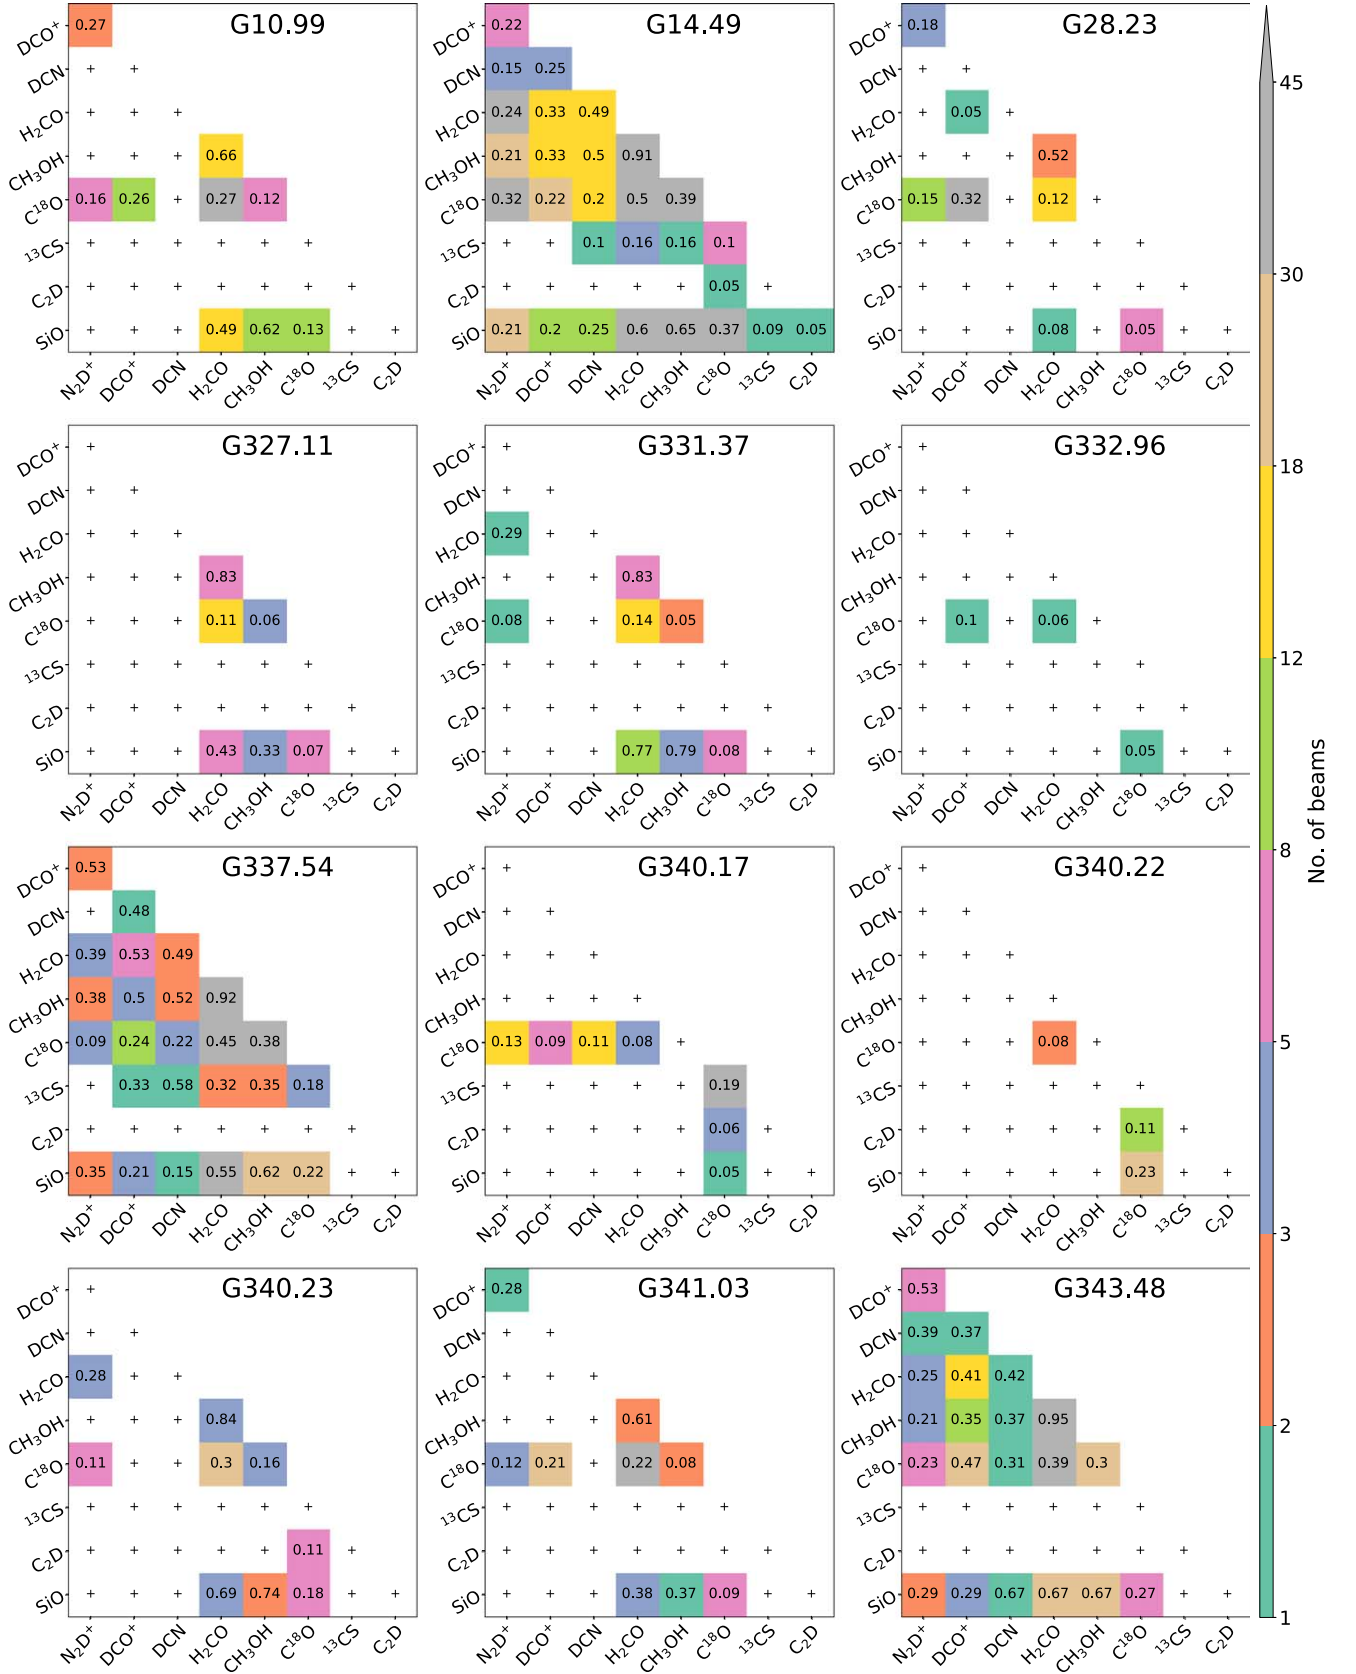 G10.99
DCO⁺ 0.27
DCN + +
H₂CO + + +
CH₃OH + + + 0.66
C¹⁸O 0.16 0.26 + 0.27 0.12
¹³CS + + + + + +
C₂D + + + + + + +
SiO + + + 0.49 0.62 0.13 + +
N₂D⁺ DCO⁺ DCN H₂CO CH₃OH C¹⁸O ¹³CS C₂D
G14.49
DCO⁺ 0.22
DCN 0.15 0.25
H₂CO 0.24 0.33 0.49
CH₃OH 0.21 0.33 0.5 0.91
C¹⁸O 0.32 0.22 0.2 0.5 0.39
¹³CS + + 0.1 0.16 0.16 0.1
C₂D + + + + + 0.05 +
SiO 0.21 0.2 0.25 0.6 0.65 0.37 0.09 0.05
N₂D⁺ DCO⁺ DCN H₂CO CH₃OH C¹⁸O ¹³CS C₂D
G28.23
DCO⁺ 0.18
DCN + +
H₂CO + 0.05 +
CH₃OH + + + 0.52
C¹⁸O 0.15 0.32 + 0.12 +
¹³CS + + + + + +
C₂D + + + + + + +
SiO + + + 0.08 + 0.05 + +
N₂D⁺ DCO⁺ DCN H₂CO CH₃OH C¹⁸O ¹³CS C₂D
G327.11
DCO⁺ +
DCN + +
H₂CO + + +
CH₃OH + + + 0.83
C¹⁸O + + + 0.11 0.06
¹³CS + + + + + +
C₂D + + + + + + +
SiO + + + 0.43 0.33 0.07 + +
N₂D⁺ DCO⁺ DCN H₂CO CH₃OH C¹⁸O ¹³CS C₂D
G331.37
DCO⁺ +
DCN + +
H₂CO 0.29 + +
CH₃OH + + + 0.83
C¹⁸O 0.08 + + 0.14 0.05
¹³CS + + + + + +
C₂D + + + + + + +
SiO + + + 0.77 0.79 0.08 + +
N₂D⁺ DCO⁺ DCN H₂CO CH₃OH C¹⁸O ¹³CS C₂D
G332.96
DCO⁺ +
DCN + +
H₂CO + + +
CH₃OH + + + +
C¹⁸O + 0.1 + 0.06 +
¹³CS + + + + + +
C₂D + + + + + + +
SiO + + + + + 0.05 + +
N₂D⁺ DCO⁺ DCN H₂CO CH₃OH C¹⁸O ¹³CS C₂D
G337.54
DCO⁺ 0.53
DCN + 0.48
H₂CO 0.39 0.53 0.49
CH₃OH 0.38 0.5 0.52 0.92
C¹⁸O 0.09 0.24 0.22 0.45 0.38
¹³CS + 0.33 0.58 0.32 0.35 0.18
C₂D + + + + + + +
SiO 0.35 0.21 0.15 0.55 0.62 0.22 + +
N₂D⁺ DCO⁺ DCN H₂CO CH₃OH C¹⁸O ¹³CS C₂D
G340.17
DCO⁺ +
DCN + +
H₂CO + + +
CH₃OH + + + +
C¹⁸O 0.13 0.09 0.11 0.08 +
¹³CS + + + + + 0.19
C₂D + + + + + 0.06 +
SiO + + + + + 0.05 + +
N₂D⁺ DCO⁺ DCN H₂CO CH₃OH C¹⁸O ¹³CS C₂D
G340.22
DCO⁺ +
DCN + +
H₂CO + + +
CH₃OH + + + +
C¹⁸O + + + 0.08 +
¹³CS + + + + + +
C₂D + + + + + 0.11 +
SiO + + + + + 0.23 + +
N₂D⁺ DCO⁺ DCN H₂CO CH₃OH C¹⁸O ¹³CS C₂D
G340.23
DCO⁺ +
DCN + +
H₂CO 0.28 + +
CH₃OH + + + 0.84
C¹⁸O 0.11 + + 0.3 0.16
¹³CS + + + + + +
C₂D + + + + + 0.11 +
SiO + + + 0.69 0.74 0.18 + +
N₂D⁺ DCO⁺ DCN H₂CO CH₃OH C¹⁸O ¹³CS C₂D
G341.03
DCO⁺ 0.28
DCN + +
H₂CO + + +
CH₃OH + + + 0.61
C¹⁸O 0.12 0.21 + 0.22 0.08
¹³CS + + + + + +
C₂D + + + + + + +
SiO + + + 0.38 0.37 0.09 + +
N₂D⁺ DCO⁺ DCN H₂CO CH₃OH C¹⁸O ¹³CS C₂D
G343.48
DCO⁺ 0.53
DCN 0.39 0.37
H₂CO 0.25 0.41 0.42
CH₃OH 0.21 0.35 0.37 0.95
C¹⁸O 0.23 0.47 0.31 0.39 0.3
¹³CS + + + + + +
C₂D + + + + + + +
SiO 0.29 0.29 0.67 0.67 0.67 0.27 + +
N₂D⁺ DCO⁺ DCN H₂CO CH₃OH C¹⁸O ¹³CS C₂D
45
30
18
12
8
5
3
2
1
No. of beams